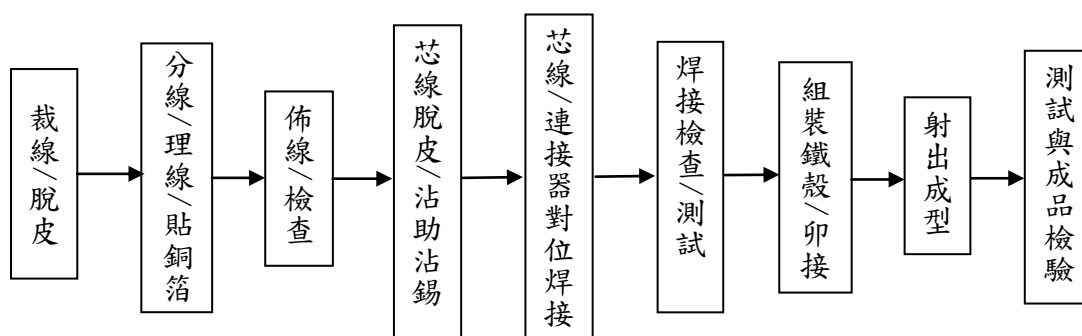 裁線/脫皮
分線/理線/貼銅箔
佈線/檢查
芯線脫皮/沾助沾錫
芯線/連接器對位焊接
焊接檢查/測試
組裝鐵殼/卯接
射出成型
測試與成品檢驗